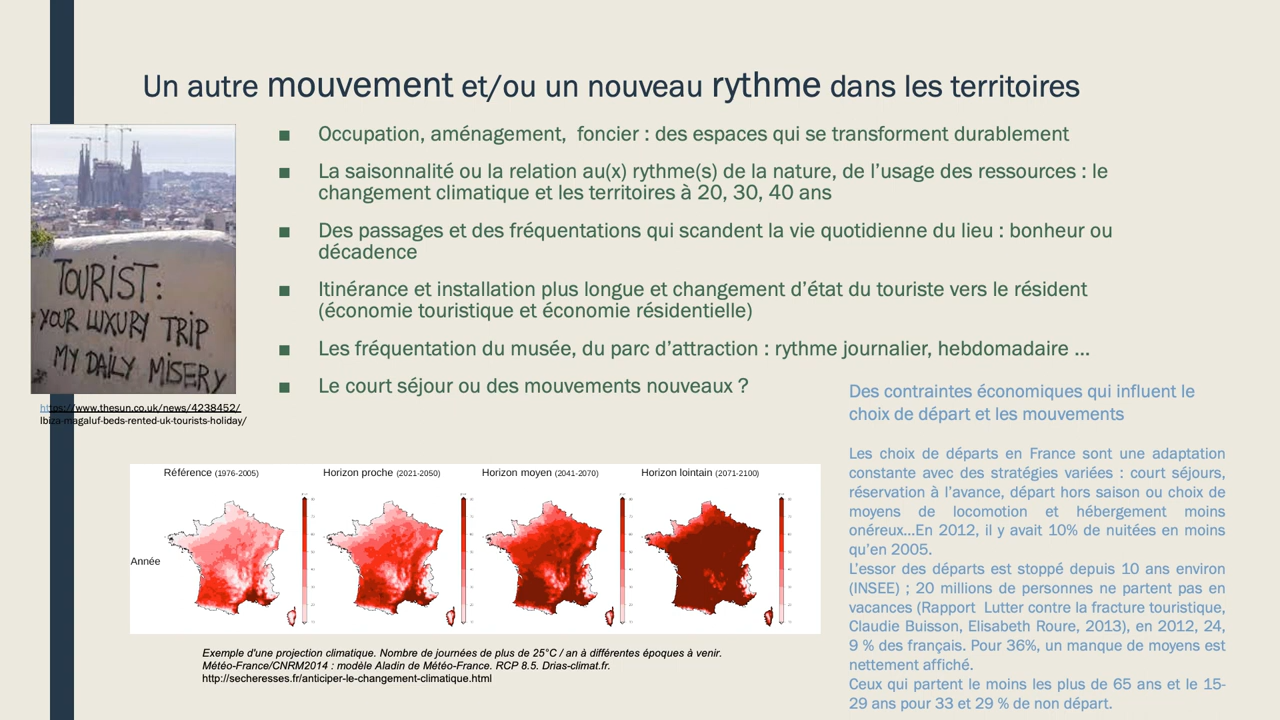 Un autre mouvement et/ou un nouveau rythme dans les territoires
TOURIST:
YOUR LUXURY TRIP
MY DAILY MISERY
https://www.thesun.co.uk/news/4238452/
Ibiza-magaluf-beds-rented-uk-tourists-holiday/
■ Occupation, aménagement, foncier : des espaces qui se transforment durablement
■ La saisonnalité ou la relation au(x) rythme(s) de la nature, de l’usage des ressources : le
changement climatique et les territoires à 20, 30, 40 ans
■ Des passages et des fréquentations qui scandent la vie quotidienne du lieu : bonheur ou
décadence
■ Itinérance et installation plus longue et changement d’état du touriste vers le résident
(économie touristique et économie résidentielle)
■ Les fréquentation du musée, du parc d’attraction : rythme journalier, hebdomadaire …
■ Le court séjour ou des mouvements nouveaux ?
Référence (1976-2005)
Horizon proche (2021-2050)
Horizon moyen (2041-2070)
Horizon lointain (2071-2100)
Année
Exemple d'une projection climatique. Nombre de journées de plus de 25°C / an à différentes époques à venir.
Météo-France/CNRM2014 : modèle Aladin de Météo-France. RCP 8.5. Drias-climat.fr.
http://secheresses.fr/anticiper-le-changement-climatique.html
Des contraintes économiques qui influent le
choix de départ et les mouvements
Les choix de départs en France sont une adaptation
constante avec des stratégies variées : court séjours,
réservation à l’avance, départ hors saison ou choix de
moyens de locomotion et hébergement moins
onéreux…En 2012, il y avait 10% de nuitées en moins
qu’en 2005.
L’essor des départs est stoppé depuis 10 ans environ
(INSEE) ; 20 millions de personnes ne partent pas en
vacances (Rapport Lutter contre la fracture touristique,
Claudie Buisson, Elisabeth Roure, 2013), en 2012, 24,
9 % des français. Pour 36%, un manque de moyens est
nettement affiché.
Ceux qui partent le moins les plus de 65 ans et le 15-
29 ans pour 33 et 29 % de non départ.